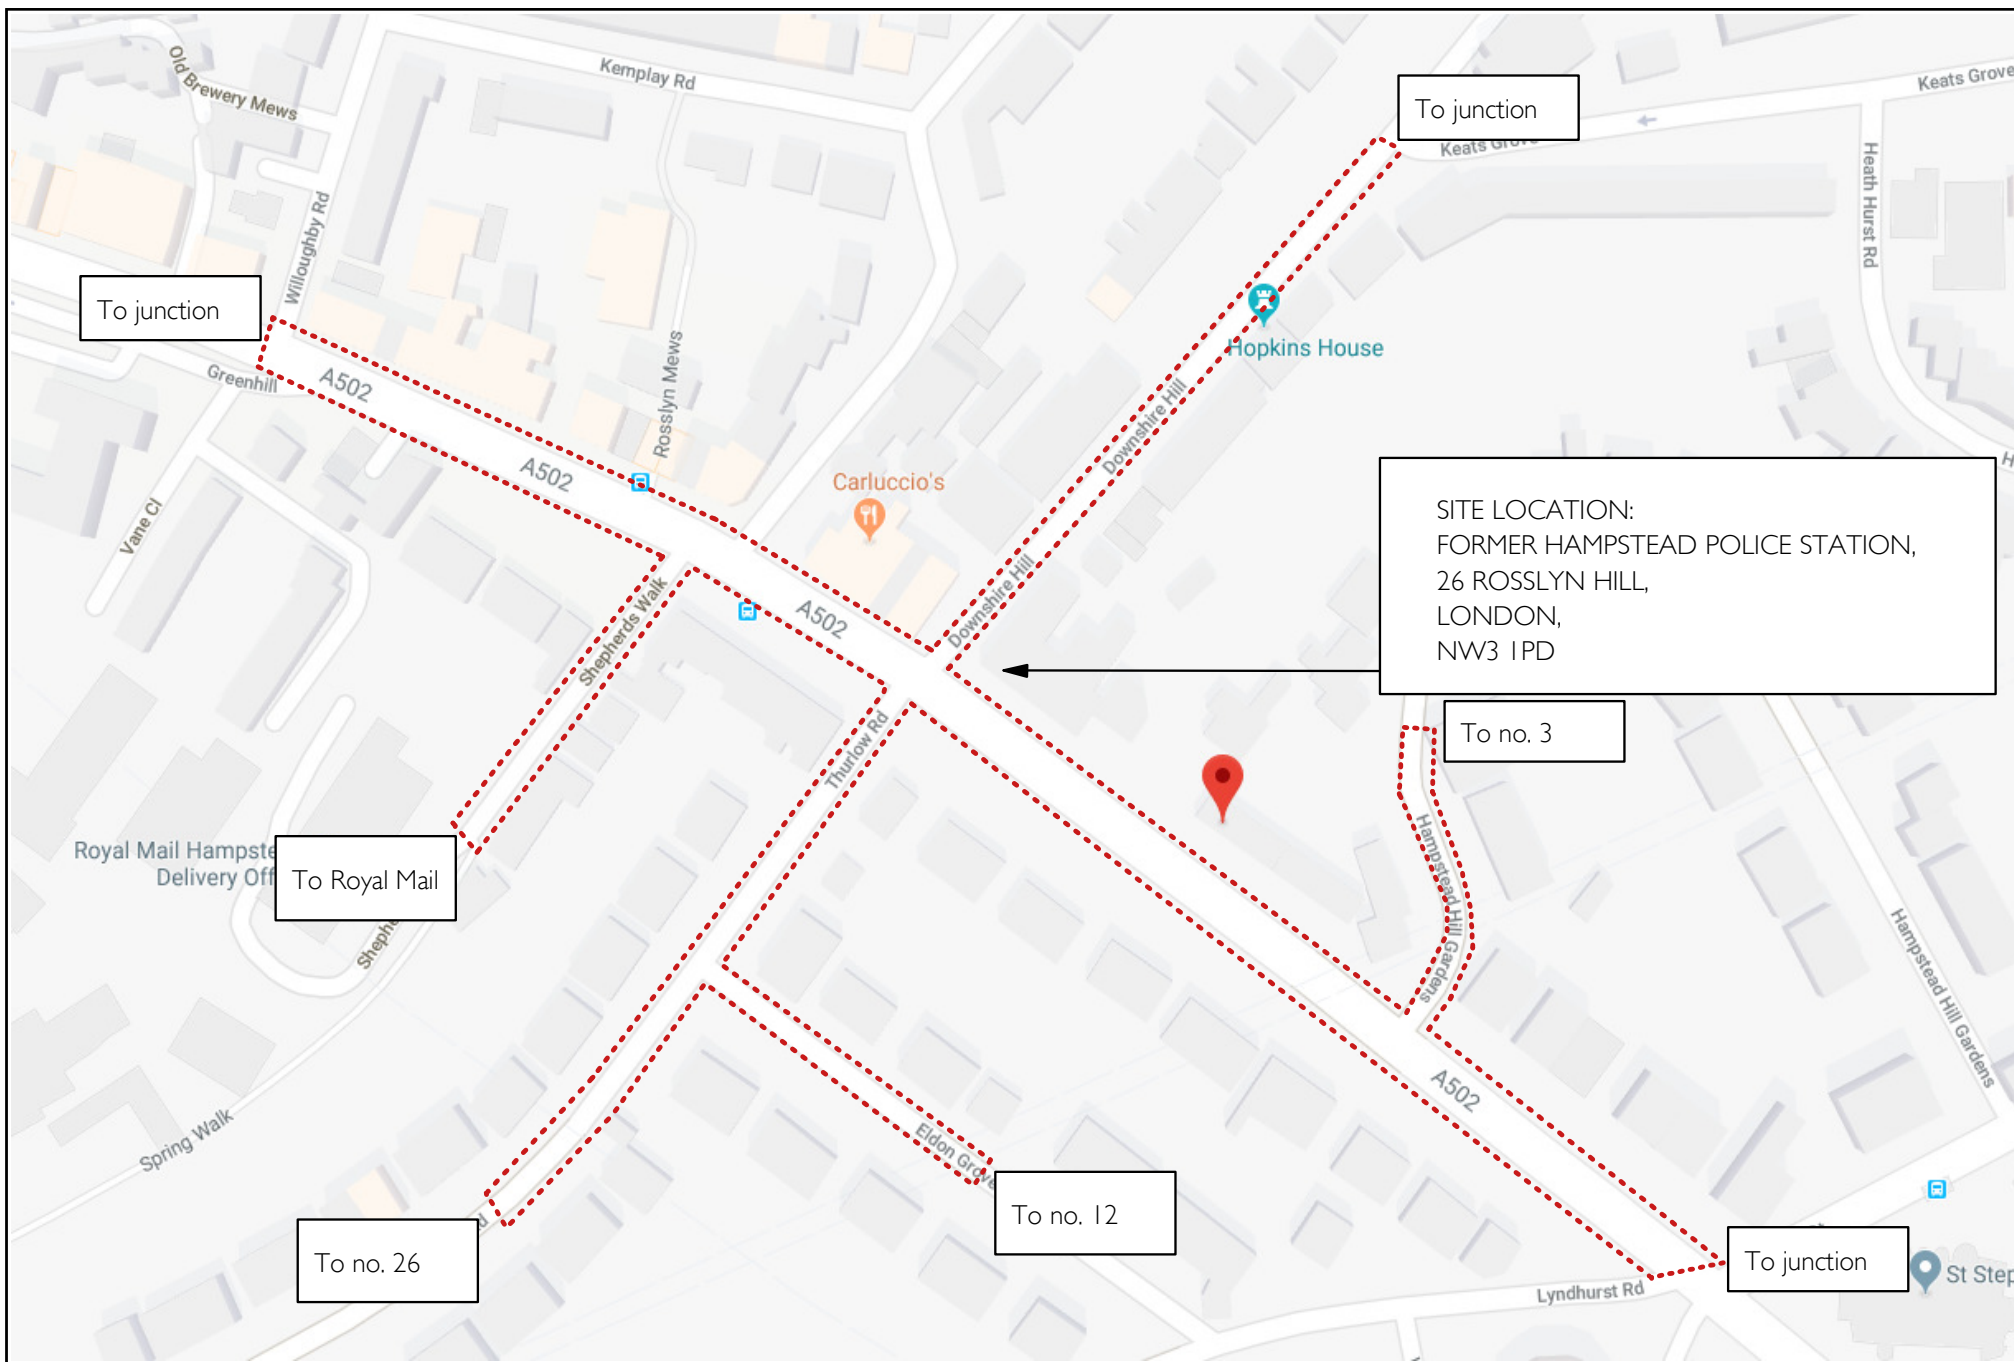 Old Brewery Mews
Kemplay Rd
To junction
Keats Grove
Keats Grove
Heath Hurst Rd
Willoughby Rd
To junction
Greenhill
A502
Rosslyn Mews
Hopkins House
Downshire Hill
A502
Carluccio's
Vane Cl
SITE LOCATION:
FORMER HAMPSTEAD POLICE STATION,
26 ROSSLYN HILL,
LONDON,
NW3 1PD
Shepherds Walk
A502
Downshire Hill
Thurlow Rd
To no. 3
Royal Mail Hampste
Delivery Off
To Royal Mail
Shephe
Hampstead Hill Gardens
Hampstead Hill Gardens
A502
Spring Walk
Eldon Grove
To no. 12
To no. 26
d
To junction
St Step
Lyndhurst Rd